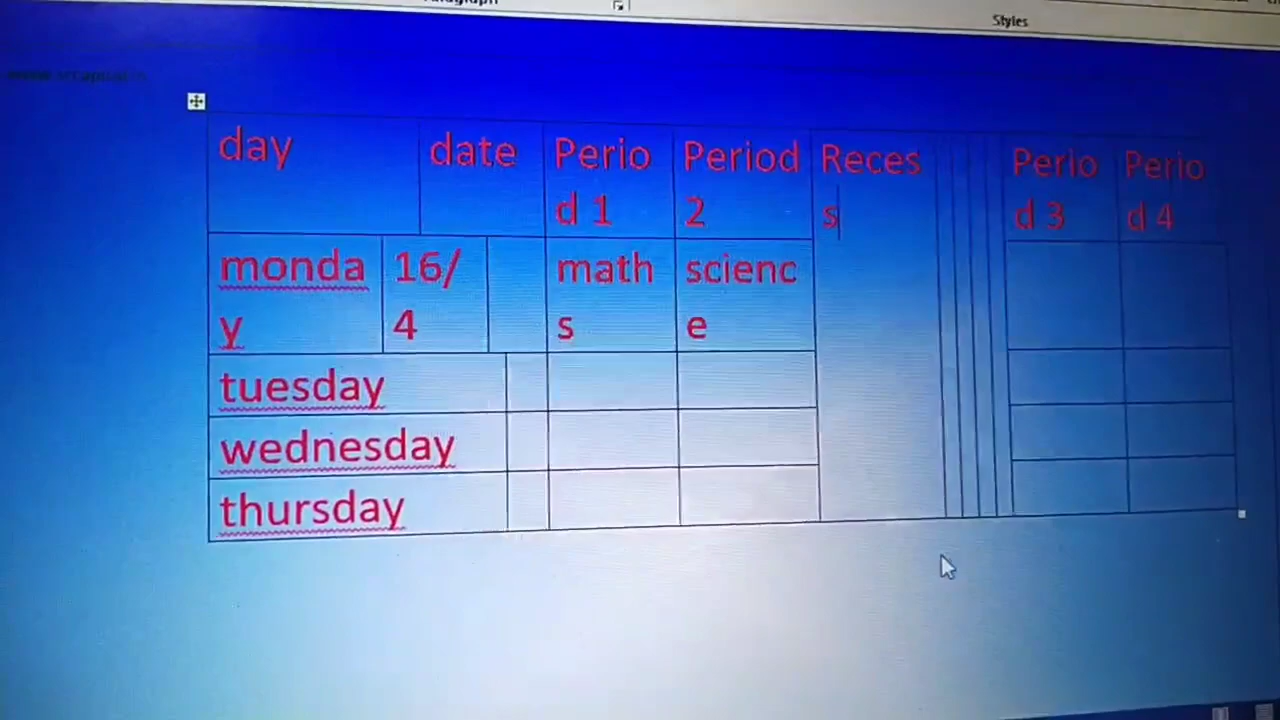 Styles
day date Perio Period Reces Perio Perio
d 1 2 s d 3 d 4
monda 16/ math scienc
y 4 s e
tuesday
wednesday
thursday